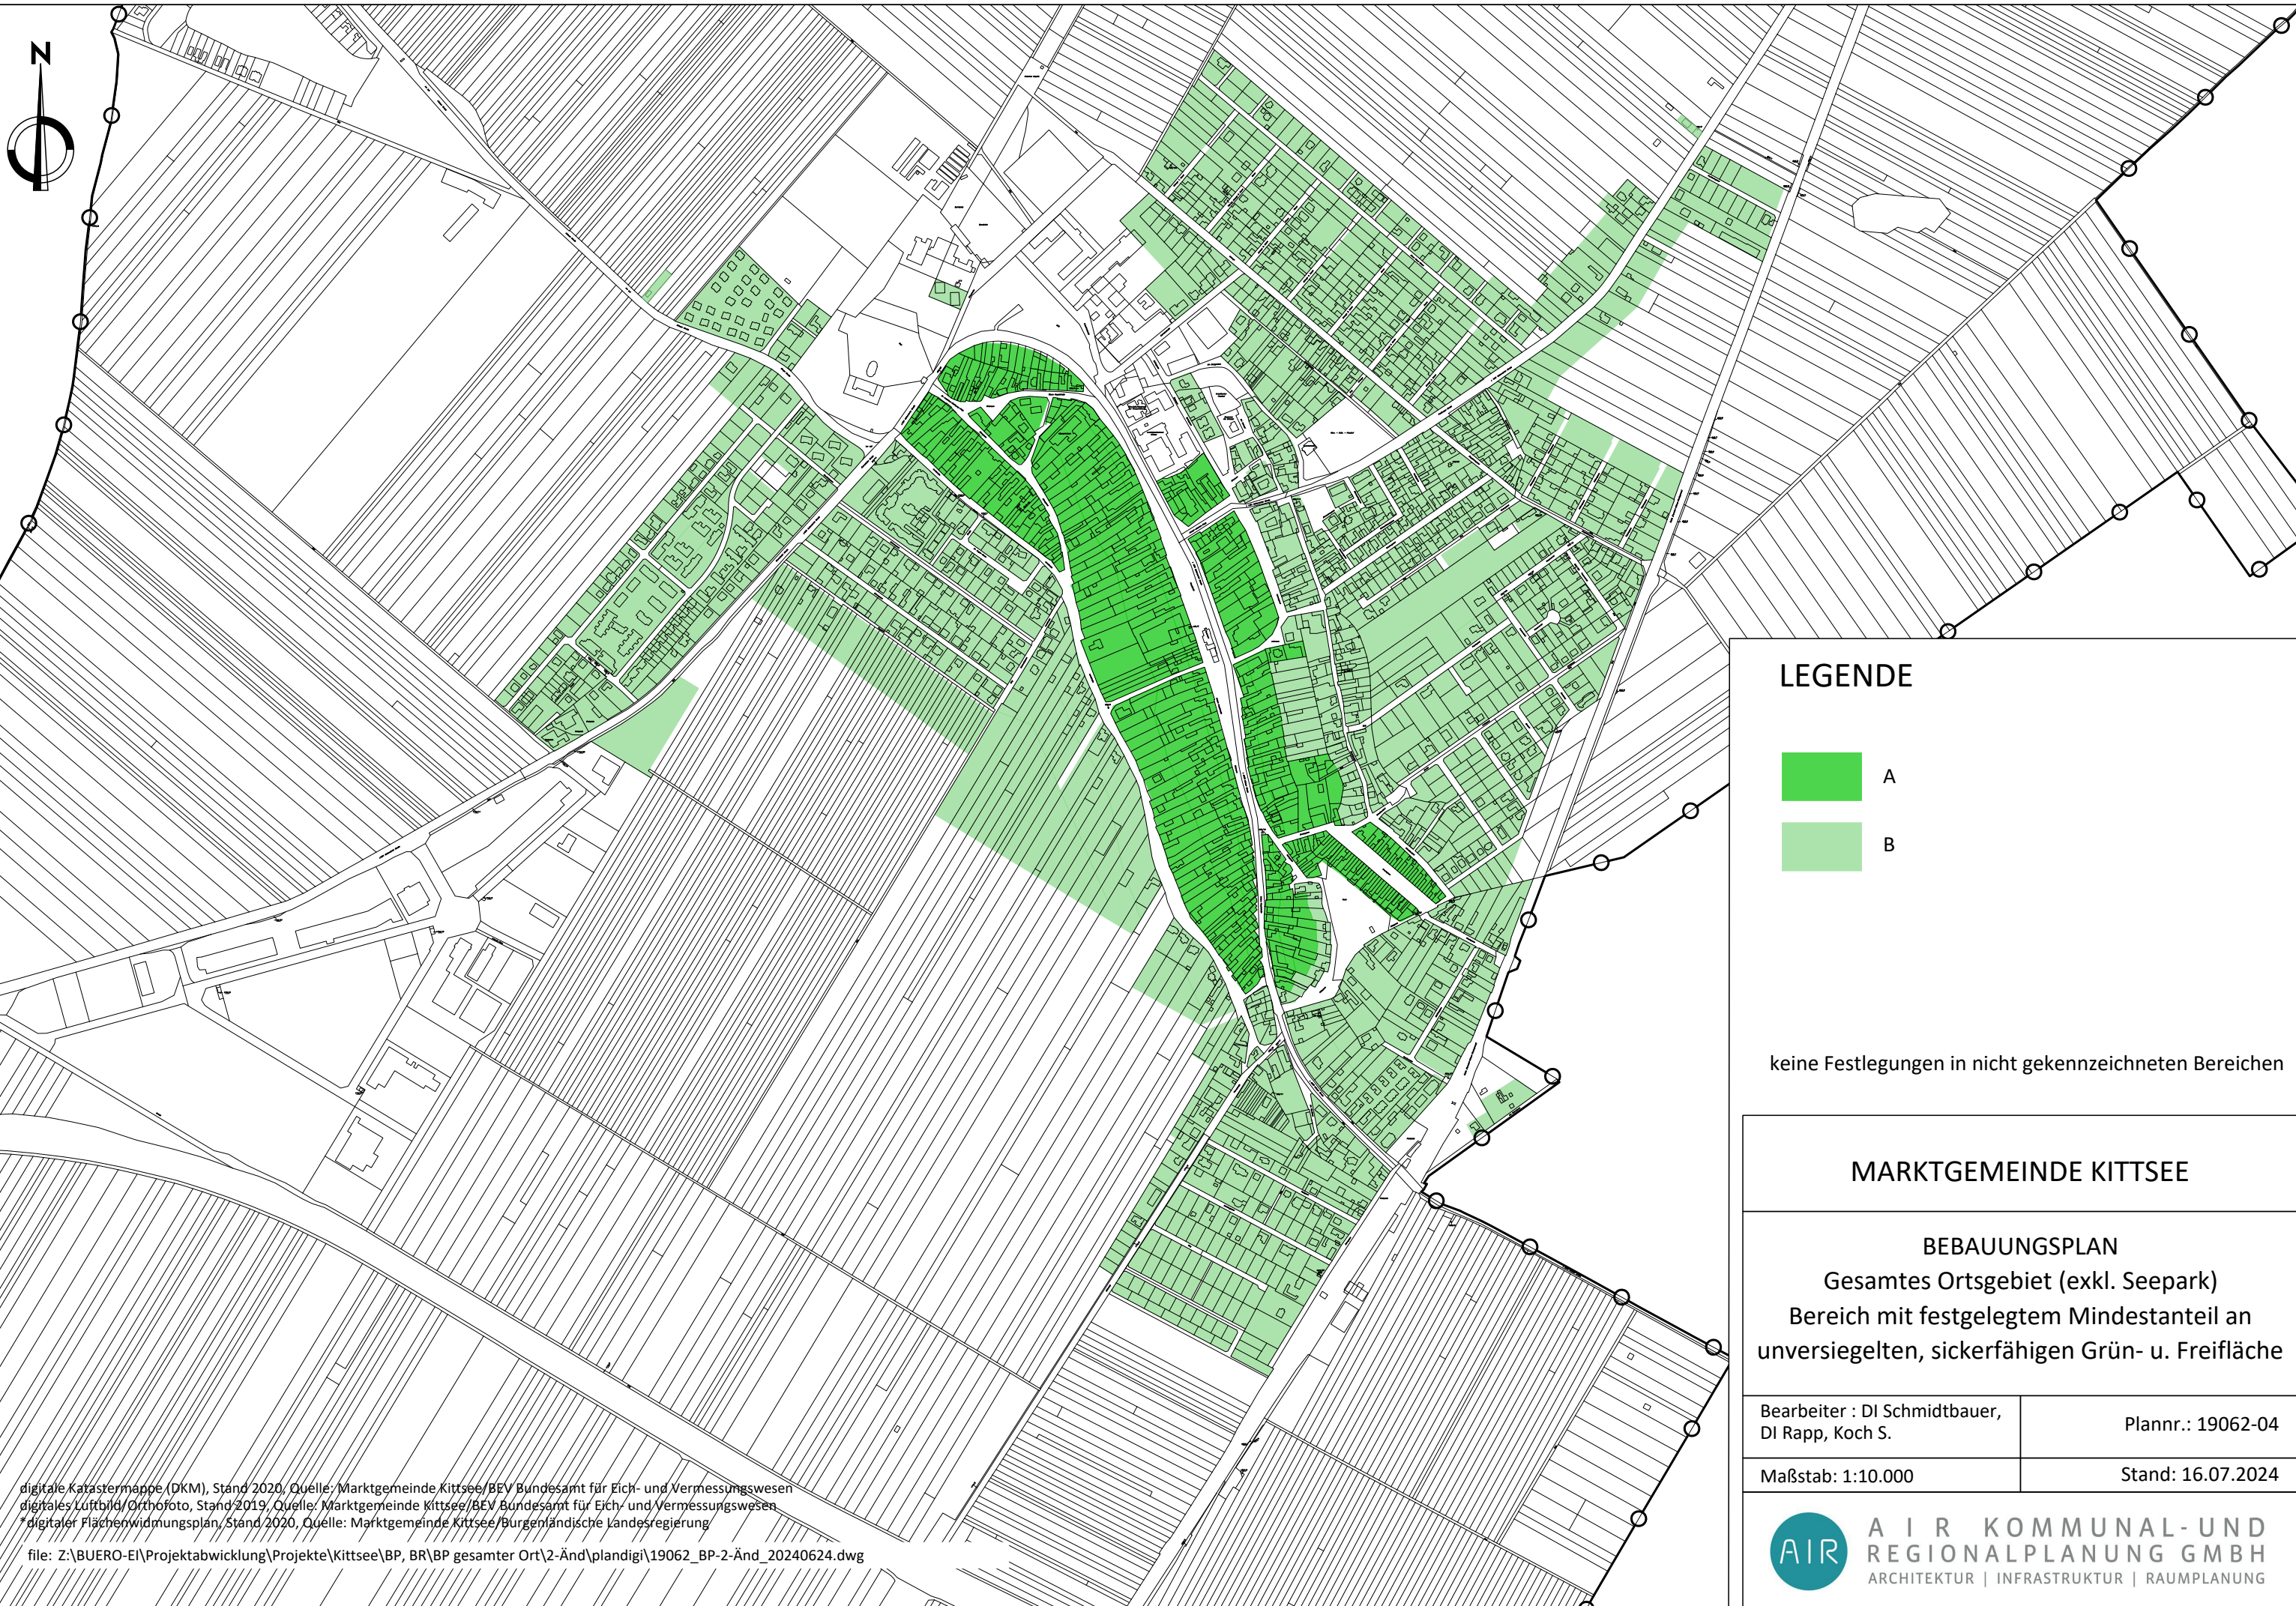 N
LEGENDE
A
B
keine Festlegungen in nicht gekennzeichneten Bereichen
MARKTGEMEINDE KITTSEE
BEBAUUNGSPLAN
Gesamtes Ortsgebiet (exkl. Seepark)
Bereich mit festgelegtem Mindestanteil an
unversiegelten, sickerfähigen Grün- u. Freifläche
Bearbeiter : DI Schmidtbauer,
DI Rapp, Koch S.
Plannr.: 19062-04
Maßstab: 1:10.000
Stand: 16.07.2024
AIR
AIR KOMMUNAL-UND
REGIONALPLANUNG GMBH
ARCHITEKTUR | INFRASTRUKTUR | RAUMPLANUNG
digitale Katastermappe (DKM), Stand 2020, Quelle: Marktgemeinde Kittsee/BEV Bundesamt für Eich- und Vermessungswesen
digitales Luftbild/Orthofoto, Stand 2019, Quelle: Marktgemeinde Kittsee/BEV Bundesamt für Eich- und Vermessungswesen
*digitaler Flächenwidmungsplan, Stand 2020, Quelle: Marktgemeinde Kittsee/Burgenländische Landesregierung
file: Z:\BUERO-EI\Projektabwicklung\Projekte\Kittsee\BP, BR\BP gesamter Ort\2-Änd\plandigi\19062_BP-2-Änd_20240624.dwg